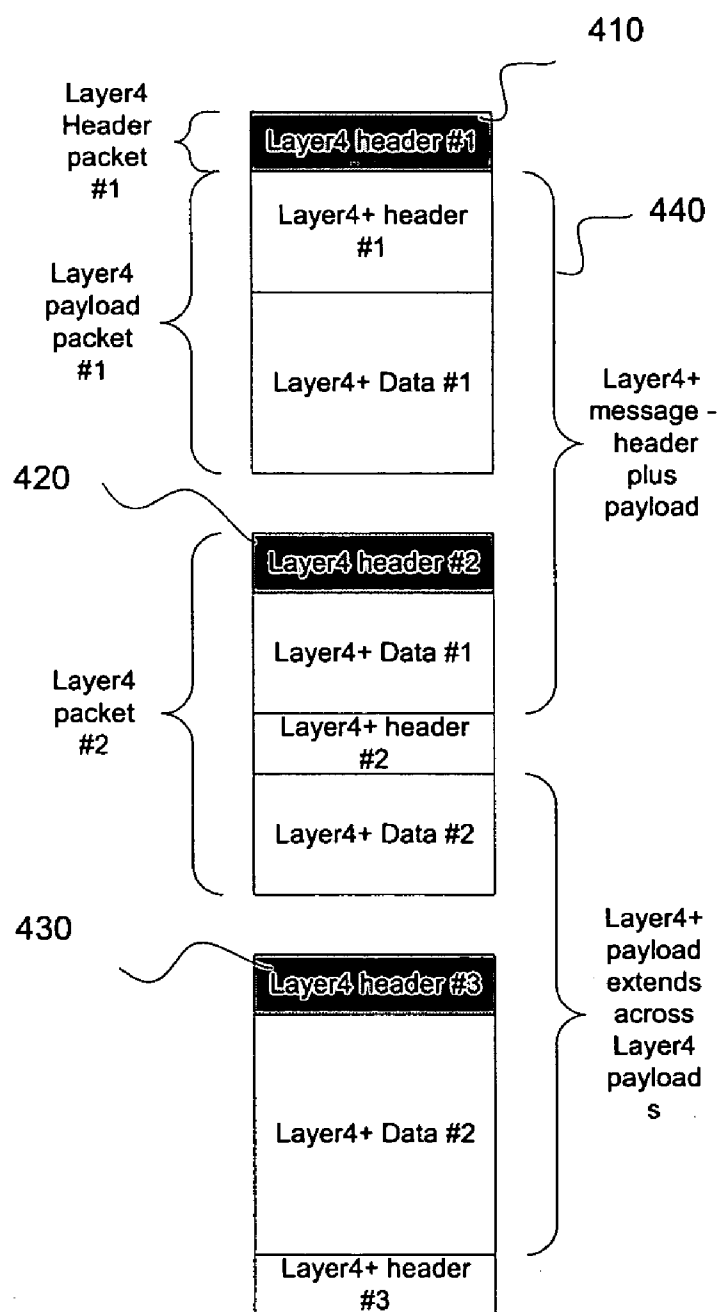 410
Layer4
Header
packet
#1
Layer4 header #1
Layer4+ header
#1
440
Layer4
payload
packet
#1
Layer4+ Data #1
Layer4+
message -
header
plus
payload
420
Layer4 header #2
Layer4+ Data #1
Layer4
packet
#2
Layer4+ header
#2
Layer4+ Data #2
430
Layer4+
payload
extends
across
Layer4
payload
s
Layer4 header #3
Layer4+ Data #2
Layer4+ header
#3